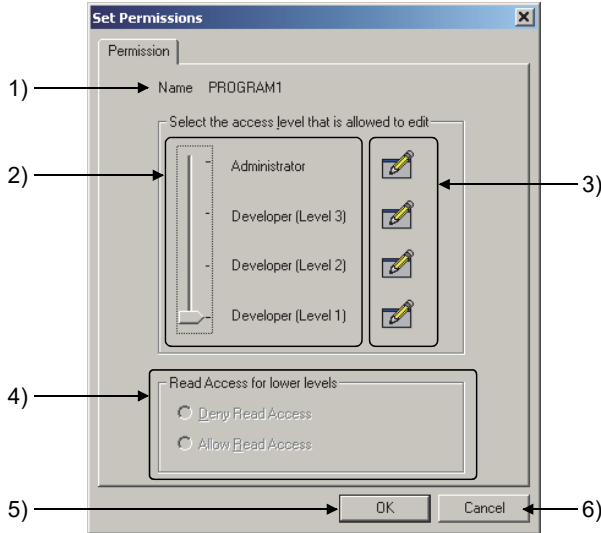 Set Permissions
Permission
1)
Name PROGRAM1
Select the access level that is allowed to edit
2)
Administrator
3)
Developer (Level 3)
Developer (Level 2)
Developer (Level 1)
4)
Read Access for lower levels
Deny Read Access
Allow Read Access
5)
OK
Cancel
6)